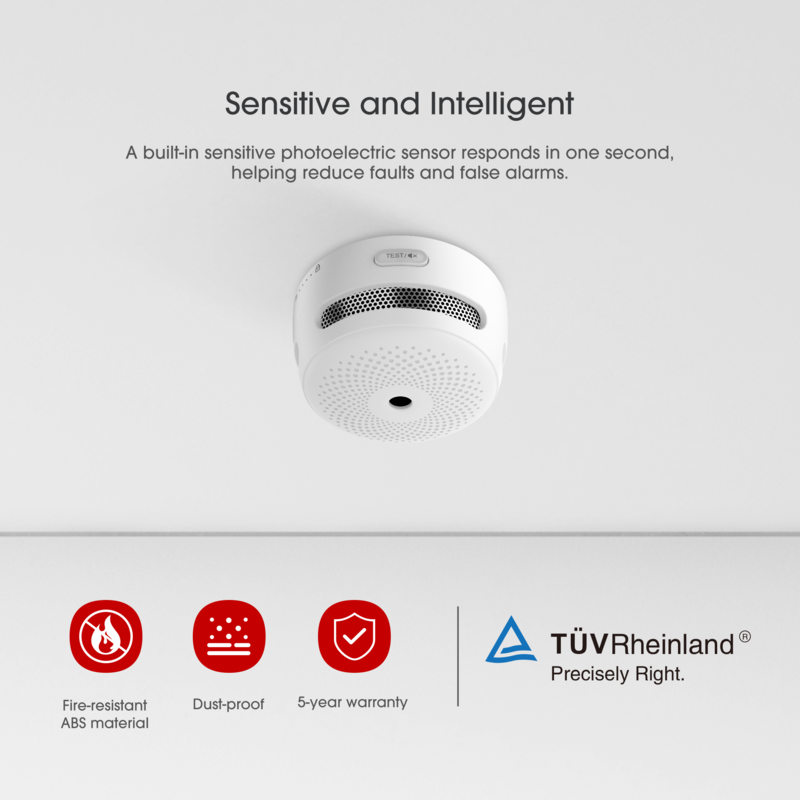 Sensitive and Intelligent
A built-in sensitive photoelectric sensor responds in one second,
helping reduce faults and false alarms.
TEST/
Fire-resistant
ABS material
Dust-proof
5-year warranty
TÜVRheinland®
Precisely Right.